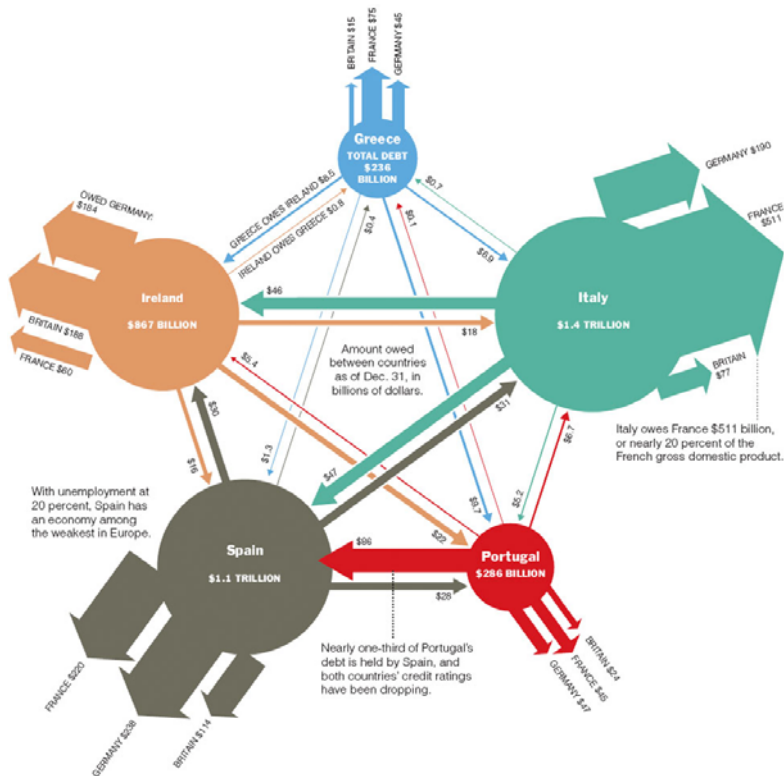 BRITAIN $15
FRANCE $75
GERMANY $45
Greece
TOTAL DEBT
$236
BILLION
GREECE OWES IRELAND $8.5
IRELAND OWES GREECE $0.8
$0.4
$0.1
$0.7
$6.9
GERMANY $190
FRANCE
$511
OWED GERMANY:
$184
Ireland
$867 BILLION
BRITAIN $188
FRANCE $60
$46
$18
Italy
$1.4 TRILLION
BRITAIN
$77
Amount owed
between countries
as of Dec. 31, in
billions of dollars.
$5.4
$31
Italy owes France $511 billion,
or nearly 20 percent of the
French gross domestic product.
$30
$16
$1.3
$47
$9.7
$5.2
$6.7
With unemployment at
20 percent, Spain has
an economy among
the weakest in Europe.
$22
Spain
$1.1 TRILLION
$86
$28
Portugal
$286 BILLION
Nearly one-third of Portugal's
debt is held by Spain, and
both countries' credit ratings
have been dropping.
FRANCE $220
GERMANY $238
BRITAIN $114
BRITAIN $24
FRANCE $45
GERMANY $47